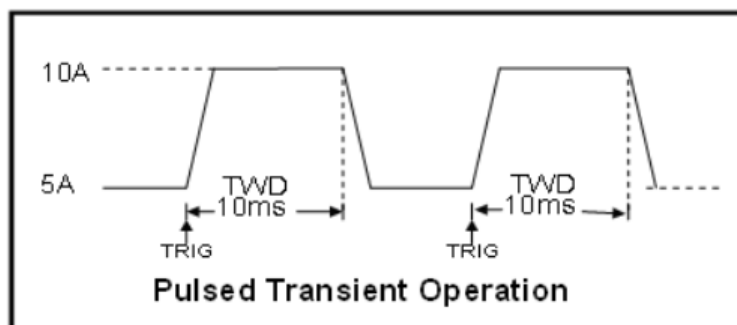 10A
5A
TWD
10ms
TWD
10ms
TRIG
TRIG
Pulsed Transient Operation